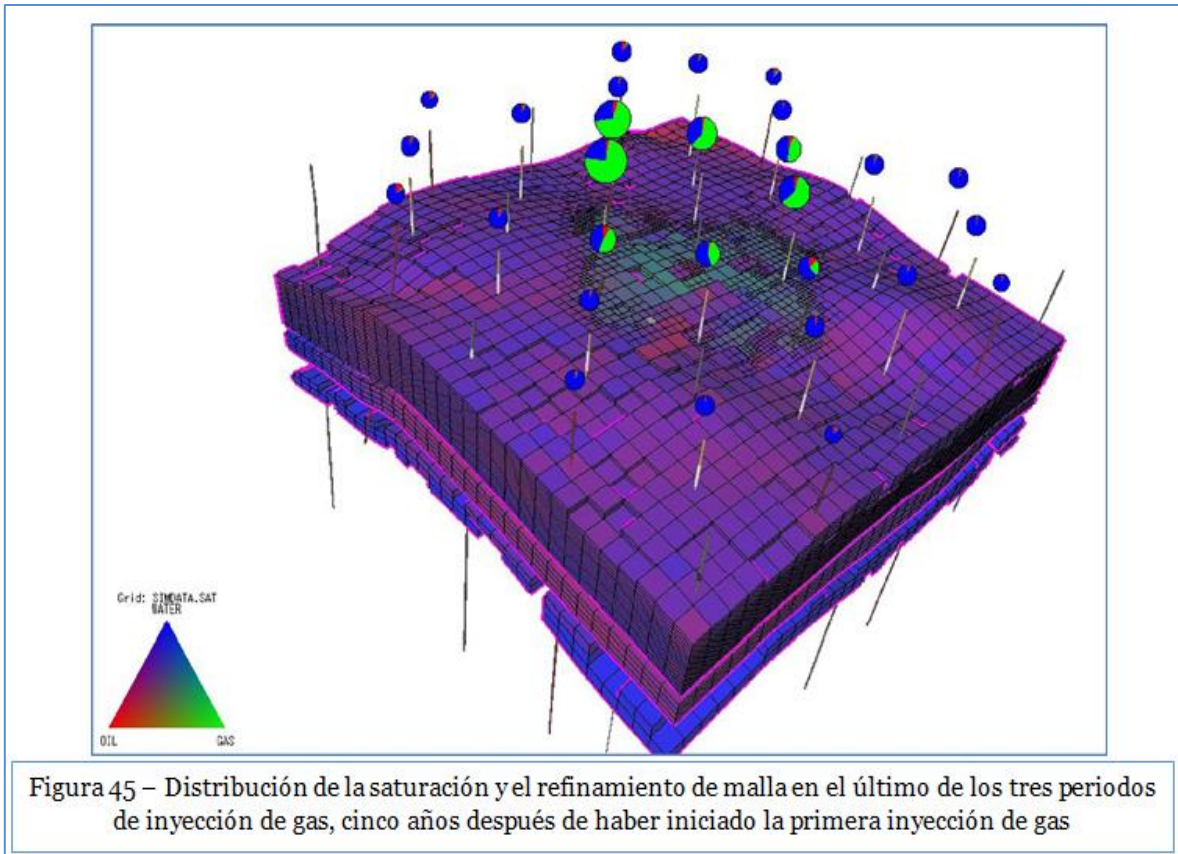 Grid: SIMDATA.SAT
WATER
OIL
GAS
Figura 45 – Distribución de la saturación y el refinamiento de malla en el último de los tres periodos
de inyección de gas, cinco años después de haber iniciado la primera inyección de gas